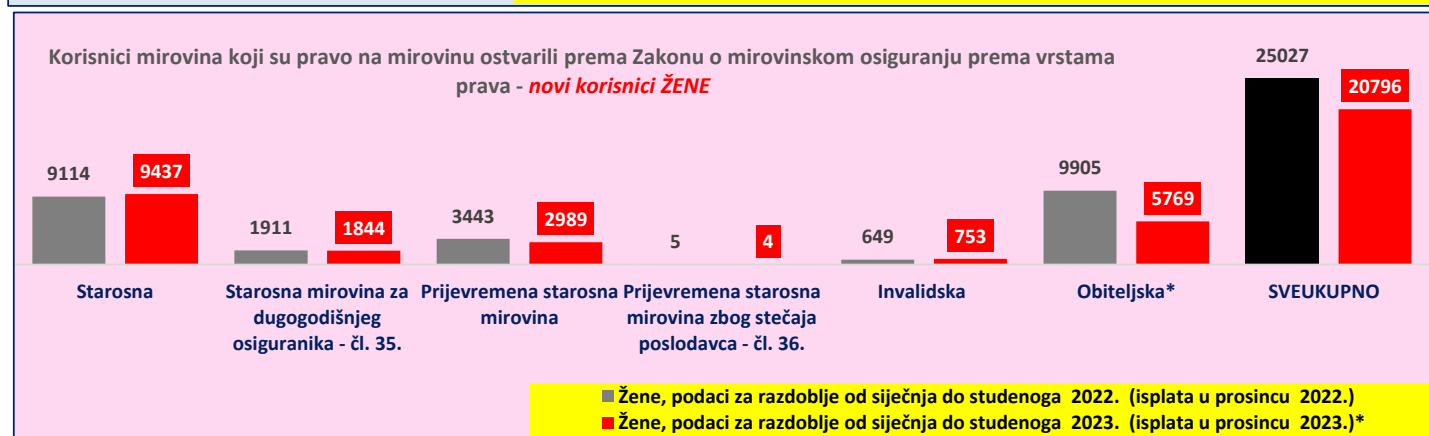 Korisnici mirovina koji su pravo na mirovinu ostvarili prema Zakonu o mirovinskom osiguranju prema vrstama
prava - novi korisnici ŽENE
9114
9437
1911
1844
3443
2989
5
4
649
753
9905
5769
25027
20796
Starosna
Starosna mirovina za
dugogodišnjeg
osiguranika - čl. 35.
Prijevremena starosna
mirovina
Prijevremena starosna
mirovina zbog stečaja
poslodavca - čl. 36.
Invalidska
Obiteljska*
SVEUKUPNO
Žene, podaci za razdoblje od siječnja do studenoga 2022. (isplata u prosincu 2022.)
Žene, podaci za razdoblje od siječnja do studenoga 2023. (isplata u prosincu 2023.)*